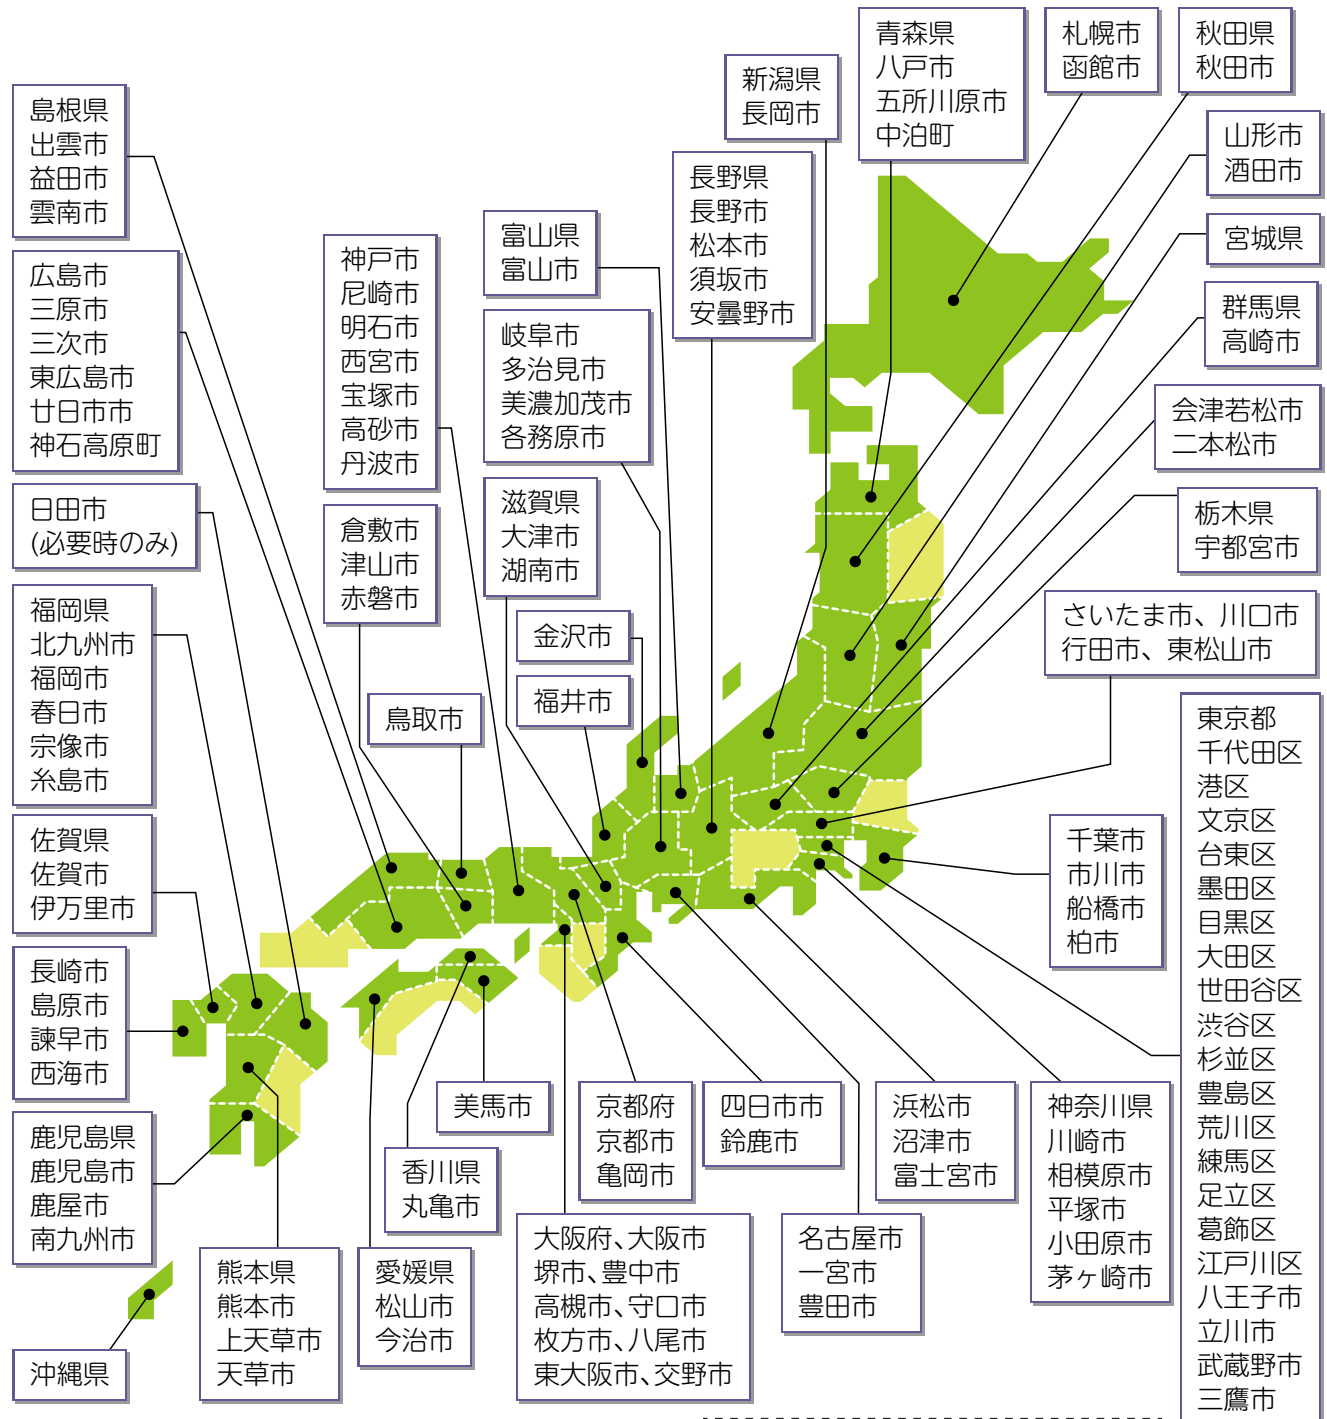 青森県
八戸市
五所川原市
中泊町
札幌市
函館市
秋田県
秋田市
新潟県
長岡市
島根県
出雲市
益田市
雲南市
山形市
酒田市
長野県
長野市
松本市
須坂市
安曇野市
富山県
富山市
宮城県
神戸市
尼崎市
明石市
西宮市
宝塚市
高砂市
丹波市
広島市
三原市
三次市
東広島市
廿日市市
神石高原町
群馬県
高崎市
岐阜市
多治見市
美濃加茂市
各務原市
会津若松市
二本松市
滋賀県
大津市
湖南市
日田市
(必要時のみ)
栃木県
宇都宮市
倉敷市
津山市
赤磐市
福岡県
北九州市
福岡市
春日市
宗像市
糸島市
さいたま市、川口市
行田市、東松山市
金沢市
福井市
鳥取市
東京都
千代田区
港区
文京区
台東区
墨田区
目黒区
大田区
世田谷区
渋谷区
杉並区
豊島区
荒川区
練馬区
足立区
葛飾区
江戸川区
八王子市
立川市
武蔵野市
三鷹市
佐賀県
佐賀市
伊万里市
千葉市
市川市
船橋市
柏市
長崎市
島原市
諫早市
西海市
美馬市
京都府
京都市
亀岡市
四日市市
鈴鹿市
浜松市
沼津市
富士宮市
神奈川県
川崎市
相模原市
平塚市
小田原市
茅ヶ崎市
鹿児島県
鹿児島市
鹿屋市
南九州市
香川県
丸亀市
大阪府、大阪市
堺市、豊中市
高槻市、守口市
枚方市、八尾市
東大阪市、交野市
名古屋市
一宮市
豊田市
熊本県
熊本市
上天草市
天草市
愛媛県
松山市
今治市
沖縄県